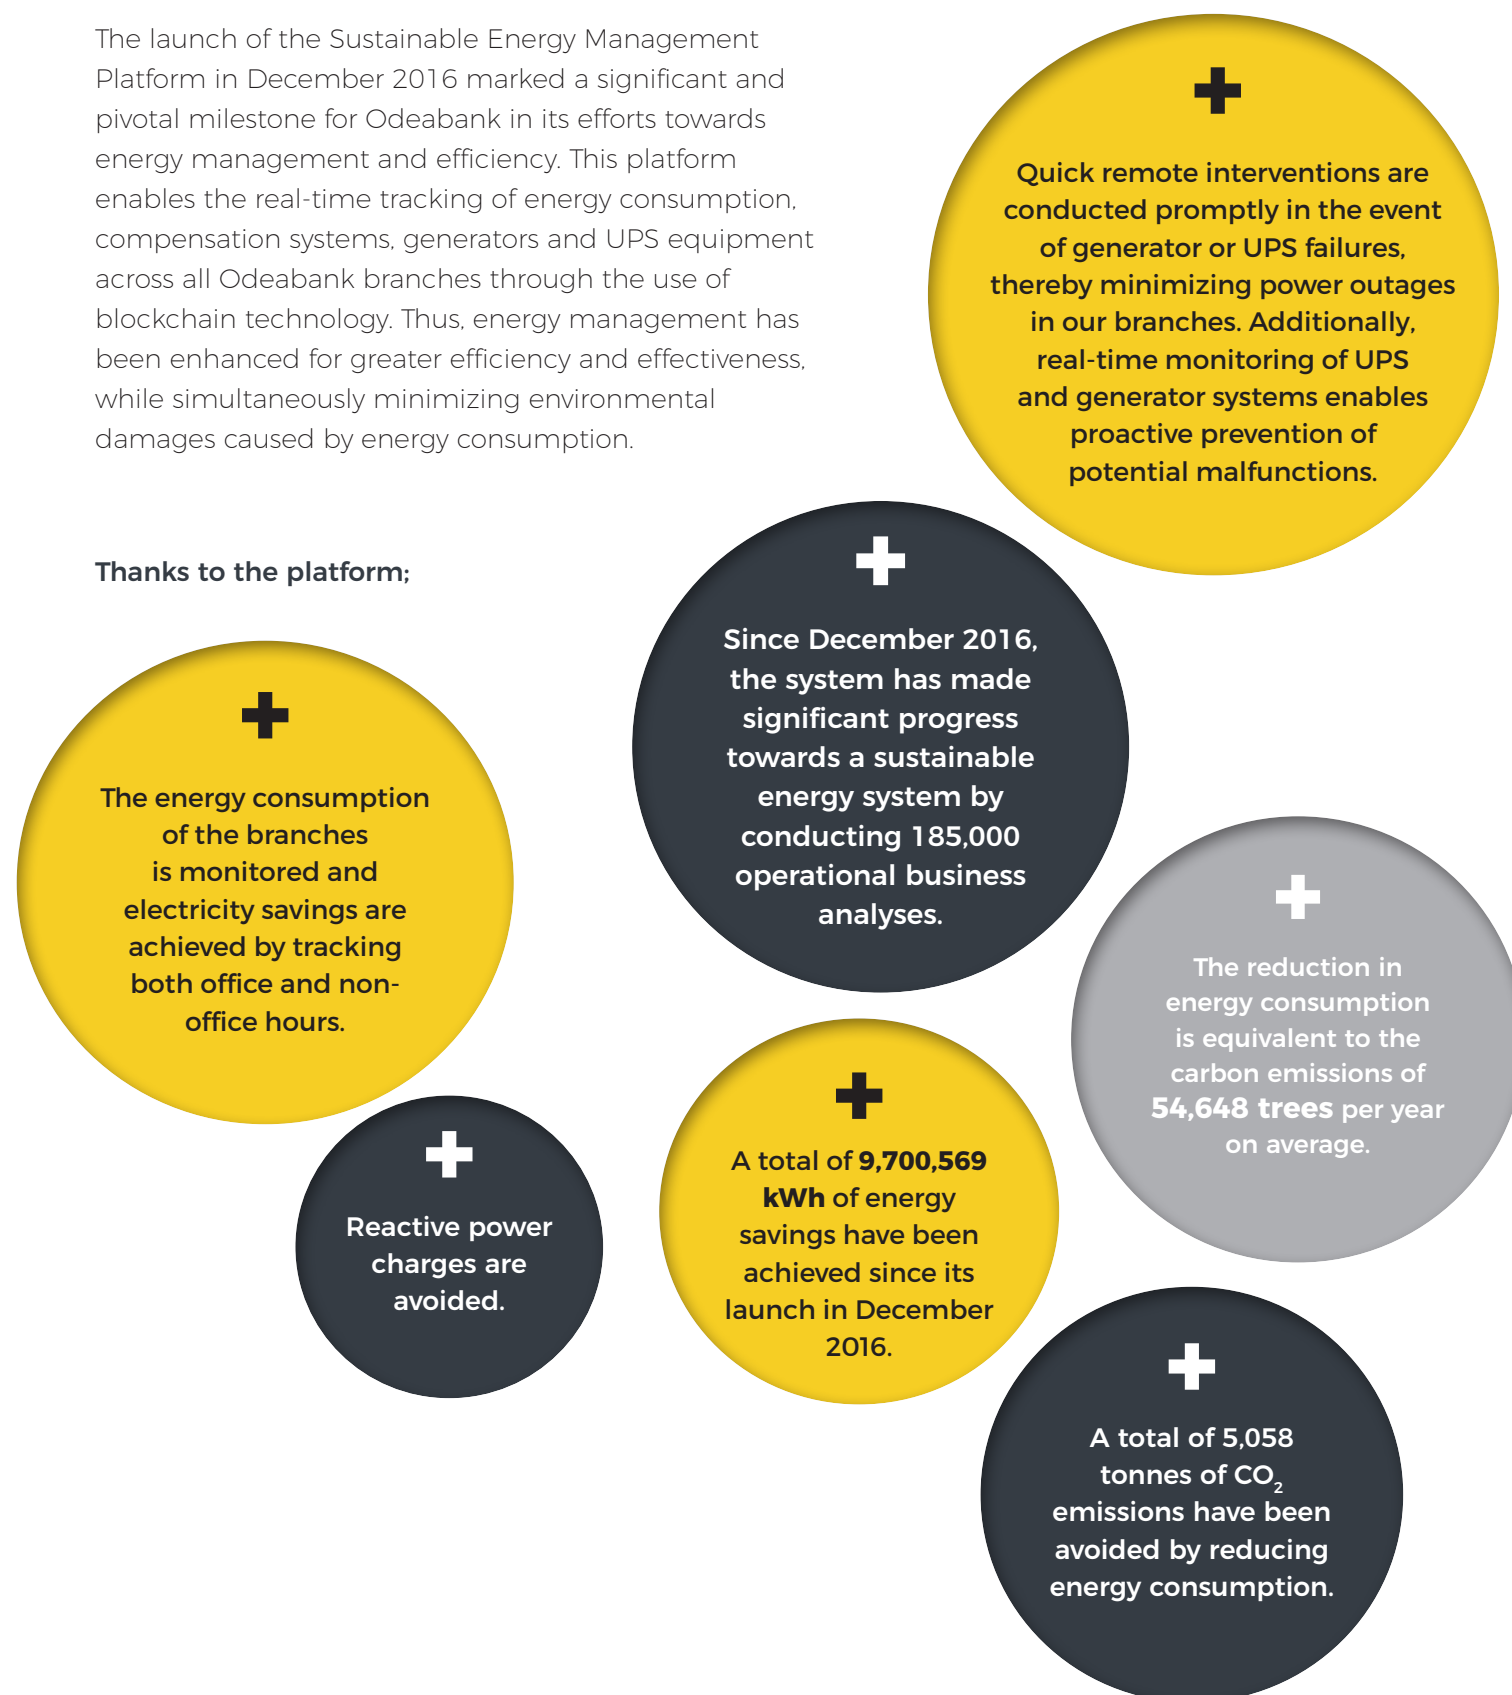 The launch of the Sustainable Energy Management
Platform in December 2016 marked a significant and
pivotal milestone for Odeabank in its efforts towards
energy management and efficiency. This platform
enables the real-time tracking of energy consumption,
compensation systems, generators and UPS equipment
across all Odeabank branches through the use of
blockchain technology. Thus, energy management has
been enhanced for greater efficiency and effectiveness,
while simultaneously minimizing environmental
damages caused by energy consumption.
Quick remote interventions are
conducted promptly in the event
of generator or UPS failures,
thereby minimizing power outages
in our branches. Additionally,
real-time monitoring of UPS
and generator systems enables
proactive prevention of
potential malfunctions.
Thanks to the platform;
Since December 2016,
the system has made
significant progress
towards a sustainable
energy system by
conducting 185,000
operational business
analyses.
The energy consumption
of the branches
is monitored and
electricity savings are
achieved by tracking
both office and non-
office hours.
The reduction in
energy consumption
is equivalent to the
carbon emissions of
54,648 trees per year
on average.
Reactive power
charges are
avoided.
A total of 9,700,569
kWh of energy
savings have been
achieved since its
launch in December
2016.
A total of 5,058
tonnes of CO₂
emissions have been
avoided by reducing
energy consumption.